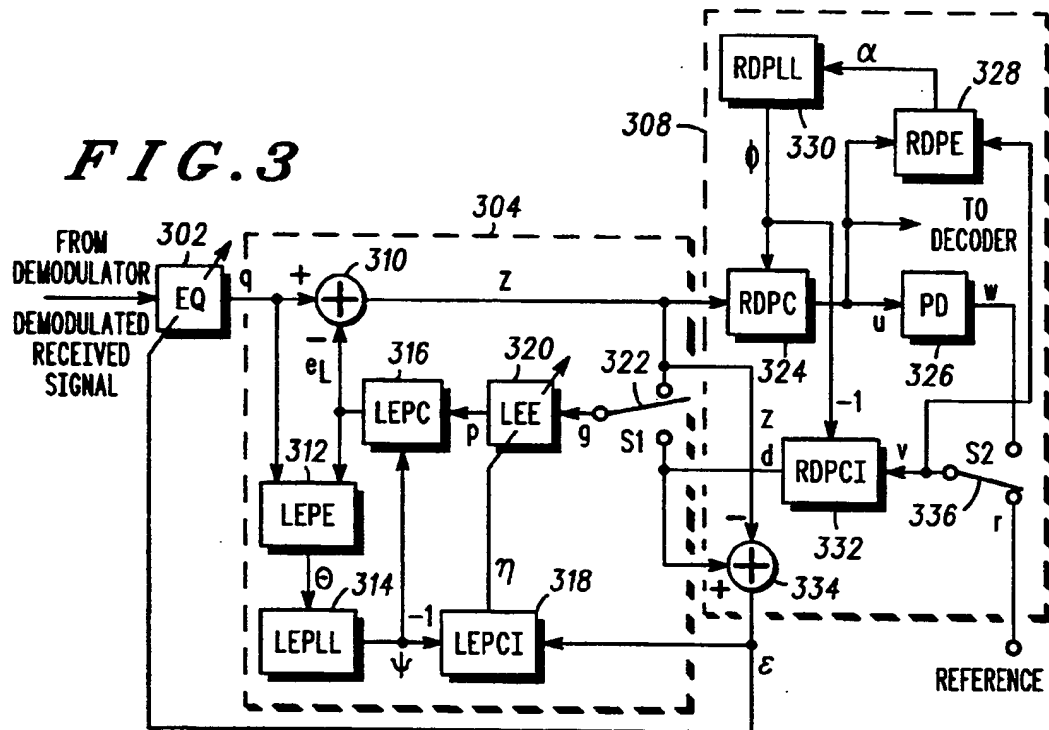 FIG.3
308
RDPLL
330
α
328
RDPE
ϕ
TO
DECODER
304
FROM
DEMODULATOR
DEMODULATED
RECEIVED
SIGNAL
302
EQ
q
+
310
+
−
z
eL
316
LEPC
p
320
LEE
g
322
S1
RDPC
324
u
PD
326
w
z
-1
d
RDPCI
332
v
S2
336
r
312
LEPE
θ
314
LEPLL
ψ
-1
η
318
LEPCI
−
+
+
334
ε
REFERENCE